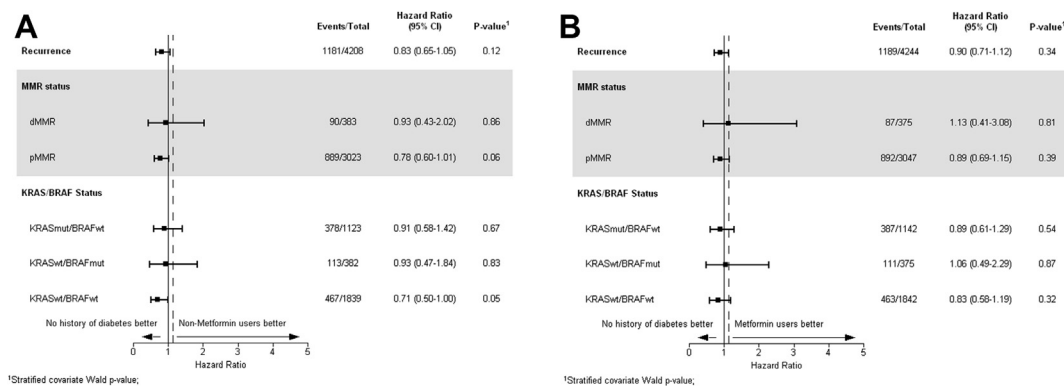 A
Events/Total Hazard Ratio (95% CI) P-value¹
Recurrence 1181/4208 0.83 (0.65-1.05) 0.12
MMR status
dMMR 90/383 0.93 (0.43-2.02) 0.86
pMMR 889/3023 0.78 (0.60-1.01) 0.06
KRAS/BRAF Status
KRASmut/BRAFwt 378/1123 0.91 (0.58-1.42) 0.67
KRASwt/BRAFmut 113/382 0.93 (0.47-1.84) 0.83
KRASwt/BRAFwt 467/1839 0.71 (0.50-1.00) 0.05
No history of diabetes better Non-Metformin users better
0 1 2 3 4 5
Hazard Ratio
¹Stratified covariate Wald p-value;
B
Events/Total Hazard Ratio (95% CI) P-value¹
Recurrence 1189/4244 0.90 (0.71-1.12) 0.34
MMR status
dMMR 87/375 1.13 (0.41-3.08) 0.81
pMMR 892/3047 0.89 (0.69-1.15) 0.39
KRAS/BRAF Status
KRASmut/BRAFwt 387/1142 0.89 (0.61-1.29) 0.54
KRASwt/BRAFmut 111/375 1.06 (0.49-2.29) 0.87
KRASwt/BRAFwt 463/1842 0.83 (0.58-1.19) 0.32
No history of diabetes better Metformin users better
0 1 2 3 4 5
Hazard Ratio
¹Stratified covariate Wald p-value;